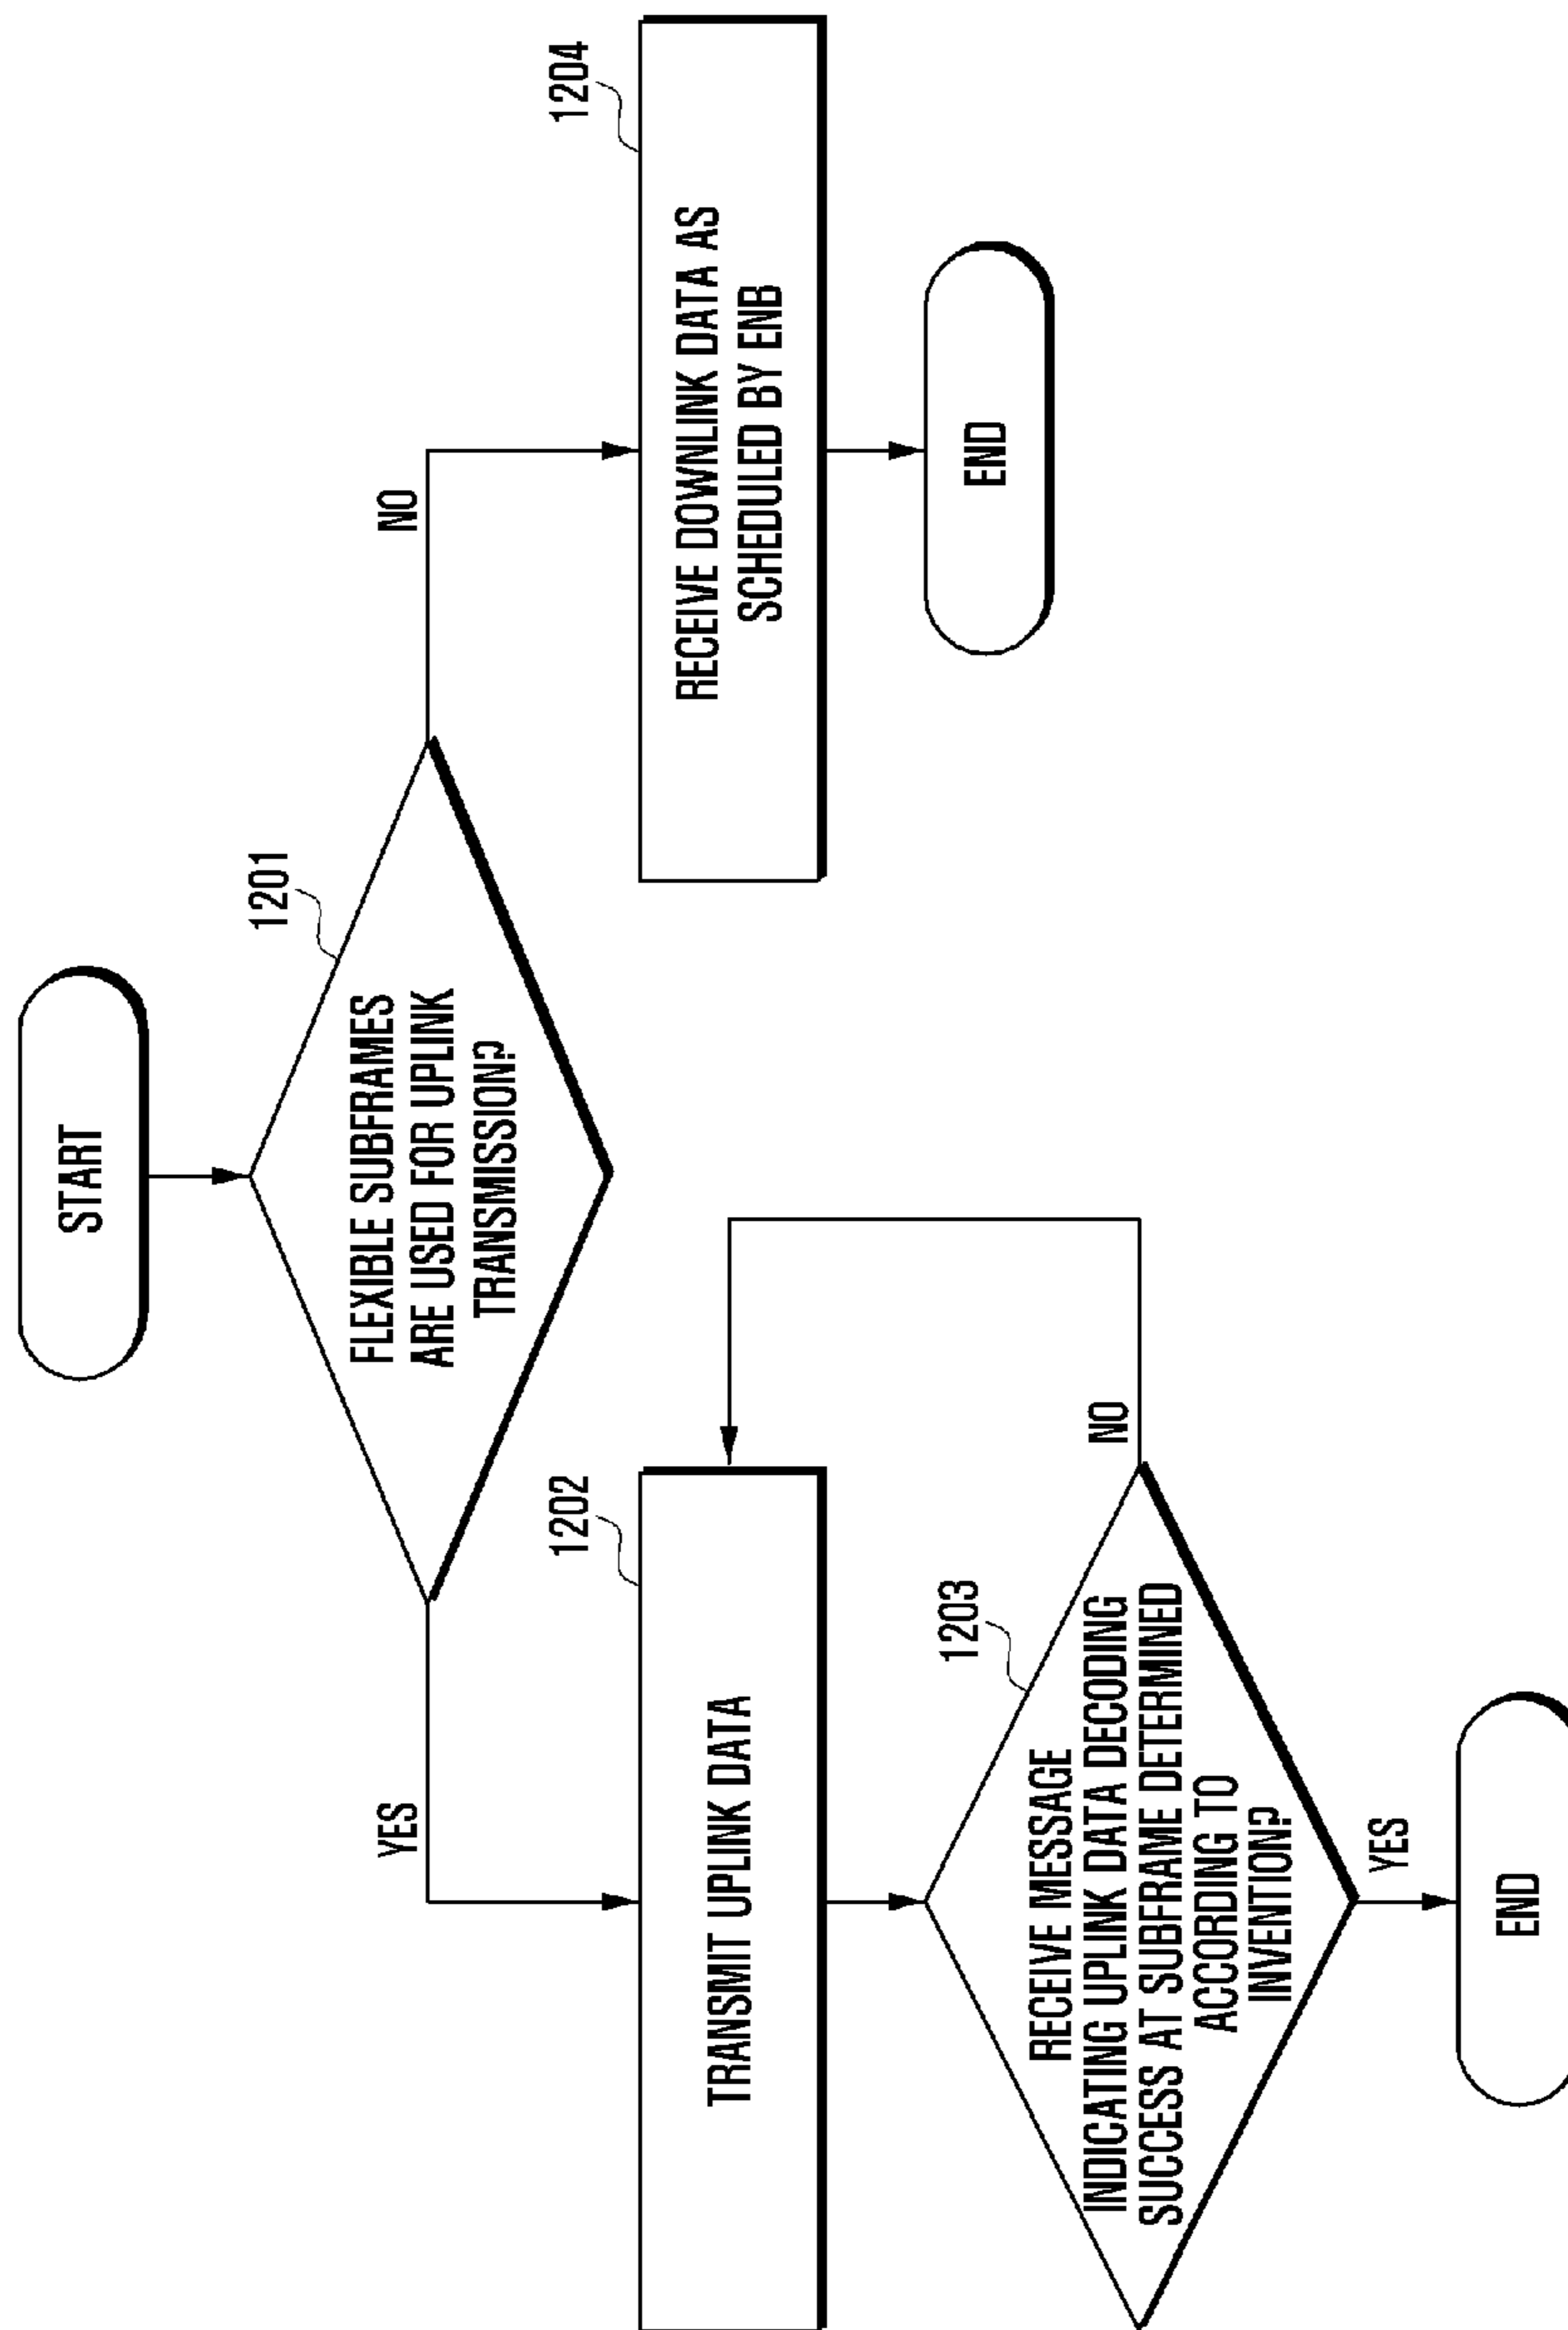 START
1201
FLEXIBLE SUBFRAMES
ARE USED FOR UPLINK
TRANSMISSION?
YES
NO
1202
TRANSMIT UPLINK DATA
1204
RECEIVE DOWNLINK DATA AS
SCHEDULED BY ENB
1203
RECEIVE MESSAGE
INDICATING UPLINK DATA DECODING
SUCCESS AT SUBFRAME DETERMINED
ACCORDING TO
INVENTION?
NO
YES
END
END